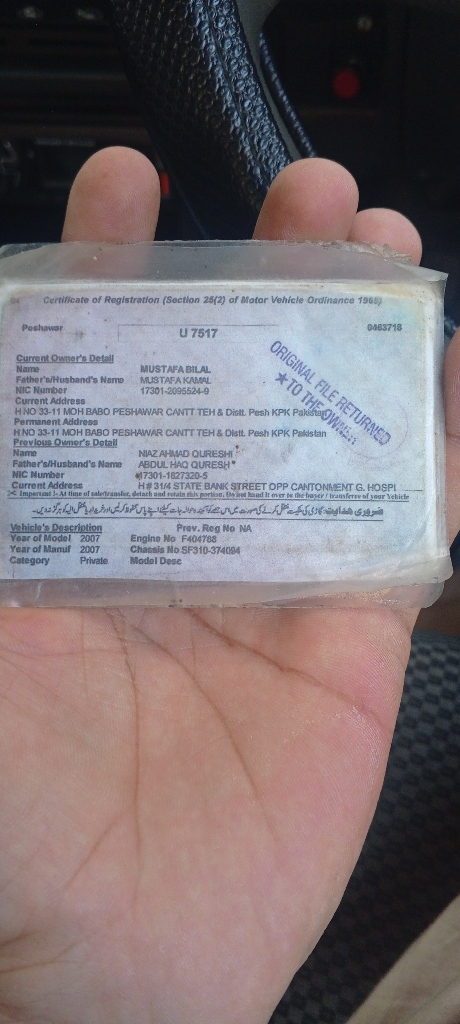 Certificate of Registration (Section 25(2) of Motor Vehicle Ordinance 1965)
Peshawar U 7517 0463718
ORIGINAL FILE RETURNED
★ TO THE OWNER
Current Owner's Detail
Name MUSTAFA BILAL
Father's/Husband's Name MUSTAFA KAMAL
NIC Number 17301-2095524-9
Current Address
H NO 33-11 MOH BABO PESHAWAR CANTT TEH & Distt. Pesh KPK Pakistan
Permanent Address
H NO 33-11 MOH BABO PESHAWAR CANTT TEH & Distt. Pesh KPK Pakistan
Previous Owner's Detail
Name NIAZ AHMAD QURESHI
Father's/Husband's Name ABDUL HAQ QURESHI
NIC Number 17301-1627320-5
Current Address H # 31/4 STATE BANK STREET OPP CANTONMENT G. HOSPI
Important !- At time of sale/transfer, detach and retain this portion. Do not hand it over to the buyer / transferee of your Vehicle
ضروری ھدایت:
Vehicle's Description Prev. Reg No NA
Year of Model 2007 Engine No F404788
Year of Manuf 2007 Chassis No SF310-374094
Category Private Model Desc